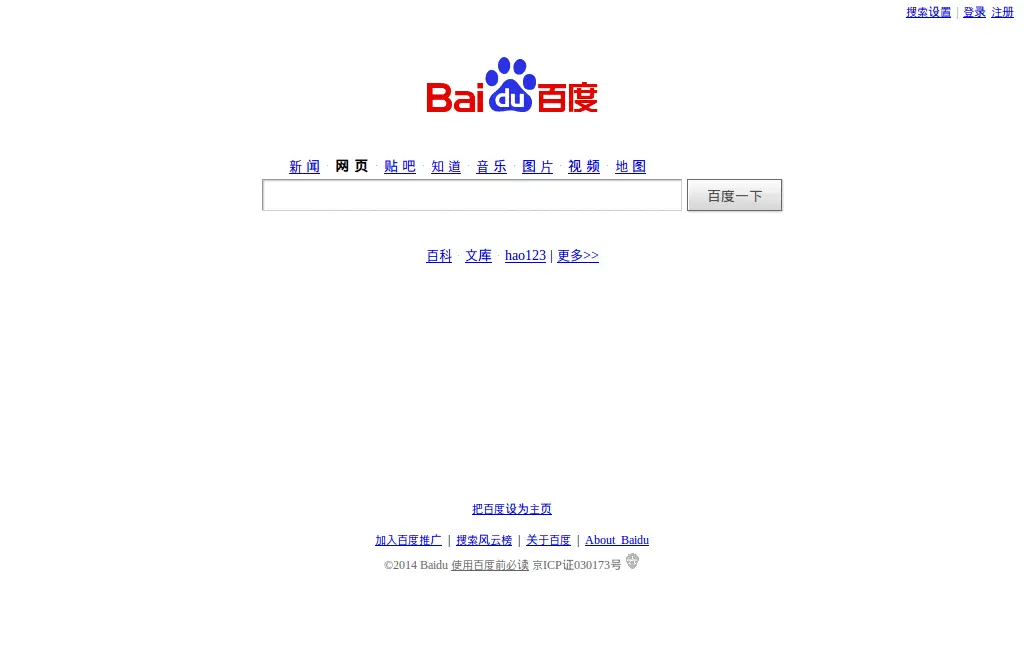 搜索设置 | 登录 注册
Baidu百度
新 闻 网 页 贴 吧 知 道 音 乐 图 片 视 频 地 图
百度一下
百科 文库 hao123 | 更多>>
把百度设为主页
加入百度推广 | 搜索风云榜 | 关于百度 | About Baidu
©2014 Baidu 使用百度前必读 京ICP证030173号